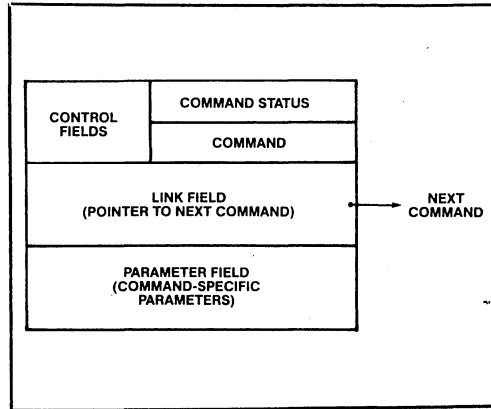 CONTROL
FIELDS
COMMAND STATUS
COMMAND
LINK FIELD
(POINTER TO NEXT COMMAND)
NEXT
COMMAND
PARAMETER FIELD
(COMMAND-SPECIFIC
PARAMETERS)